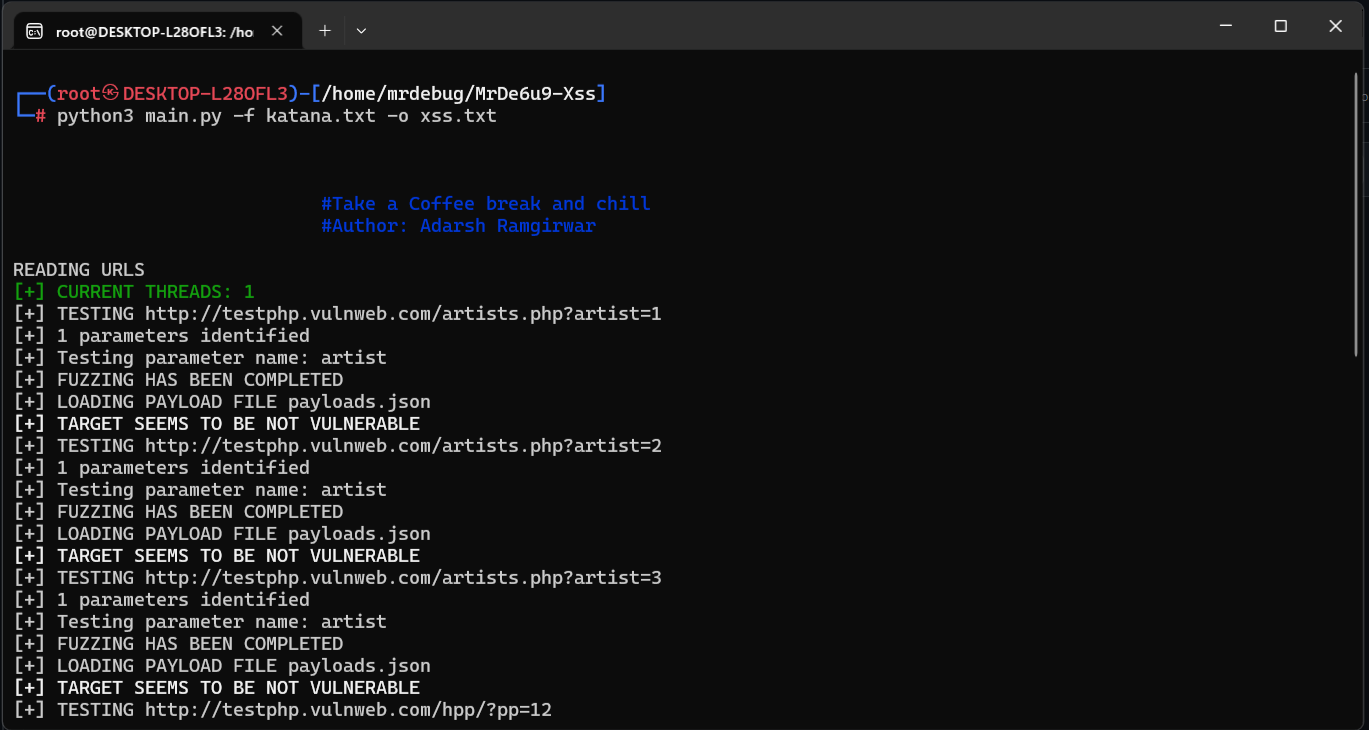 root@DESKTOP-L28OFL3: /ho
┌──(root㉿DESKTOP-L28OFL3)-[/home/mrdebug/MrDe6u9-Xss]
└─# python3 main.py -f katana.txt -o xss.txt
#Take a Coffee break and chill
#Author: Adarsh Ramgirwar
READING URLS
[+] CURRENT THREADS: 1
[+] TESTING http://testphp.vulnweb.com/artists.php?artist=1
[+] 1 parameters identified
[+] Testing parameter name: artist
[+] FUZZING HAS BEEN COMPLETED
[+] LOADING PAYLOAD FILE payloads.json
[+] TARGET SEEMS TO BE NOT VULNERABLE
[+] TESTING http://testphp.vulnweb.com/artists.php?artist=2
[+] 1 parameters identified
[+] Testing parameter name: artist
[+] FUZZING HAS BEEN COMPLETED
[+] LOADING PAYLOAD FILE payloads.json
[+] TARGET SEEMS TO BE NOT VULNERABLE
[+] TESTING http://testphp.vulnweb.com/artists.php?artist=3
[+] 1 parameters identified
[+] Testing parameter name: artist
[+] FUZZING HAS BEEN COMPLETED
[+] LOADING PAYLOAD FILE payloads.json
[+] TARGET SEEMS TO BE NOT VULNERABLE
[+] TESTING http://testphp.vulnweb.com/hpp/?pp=12